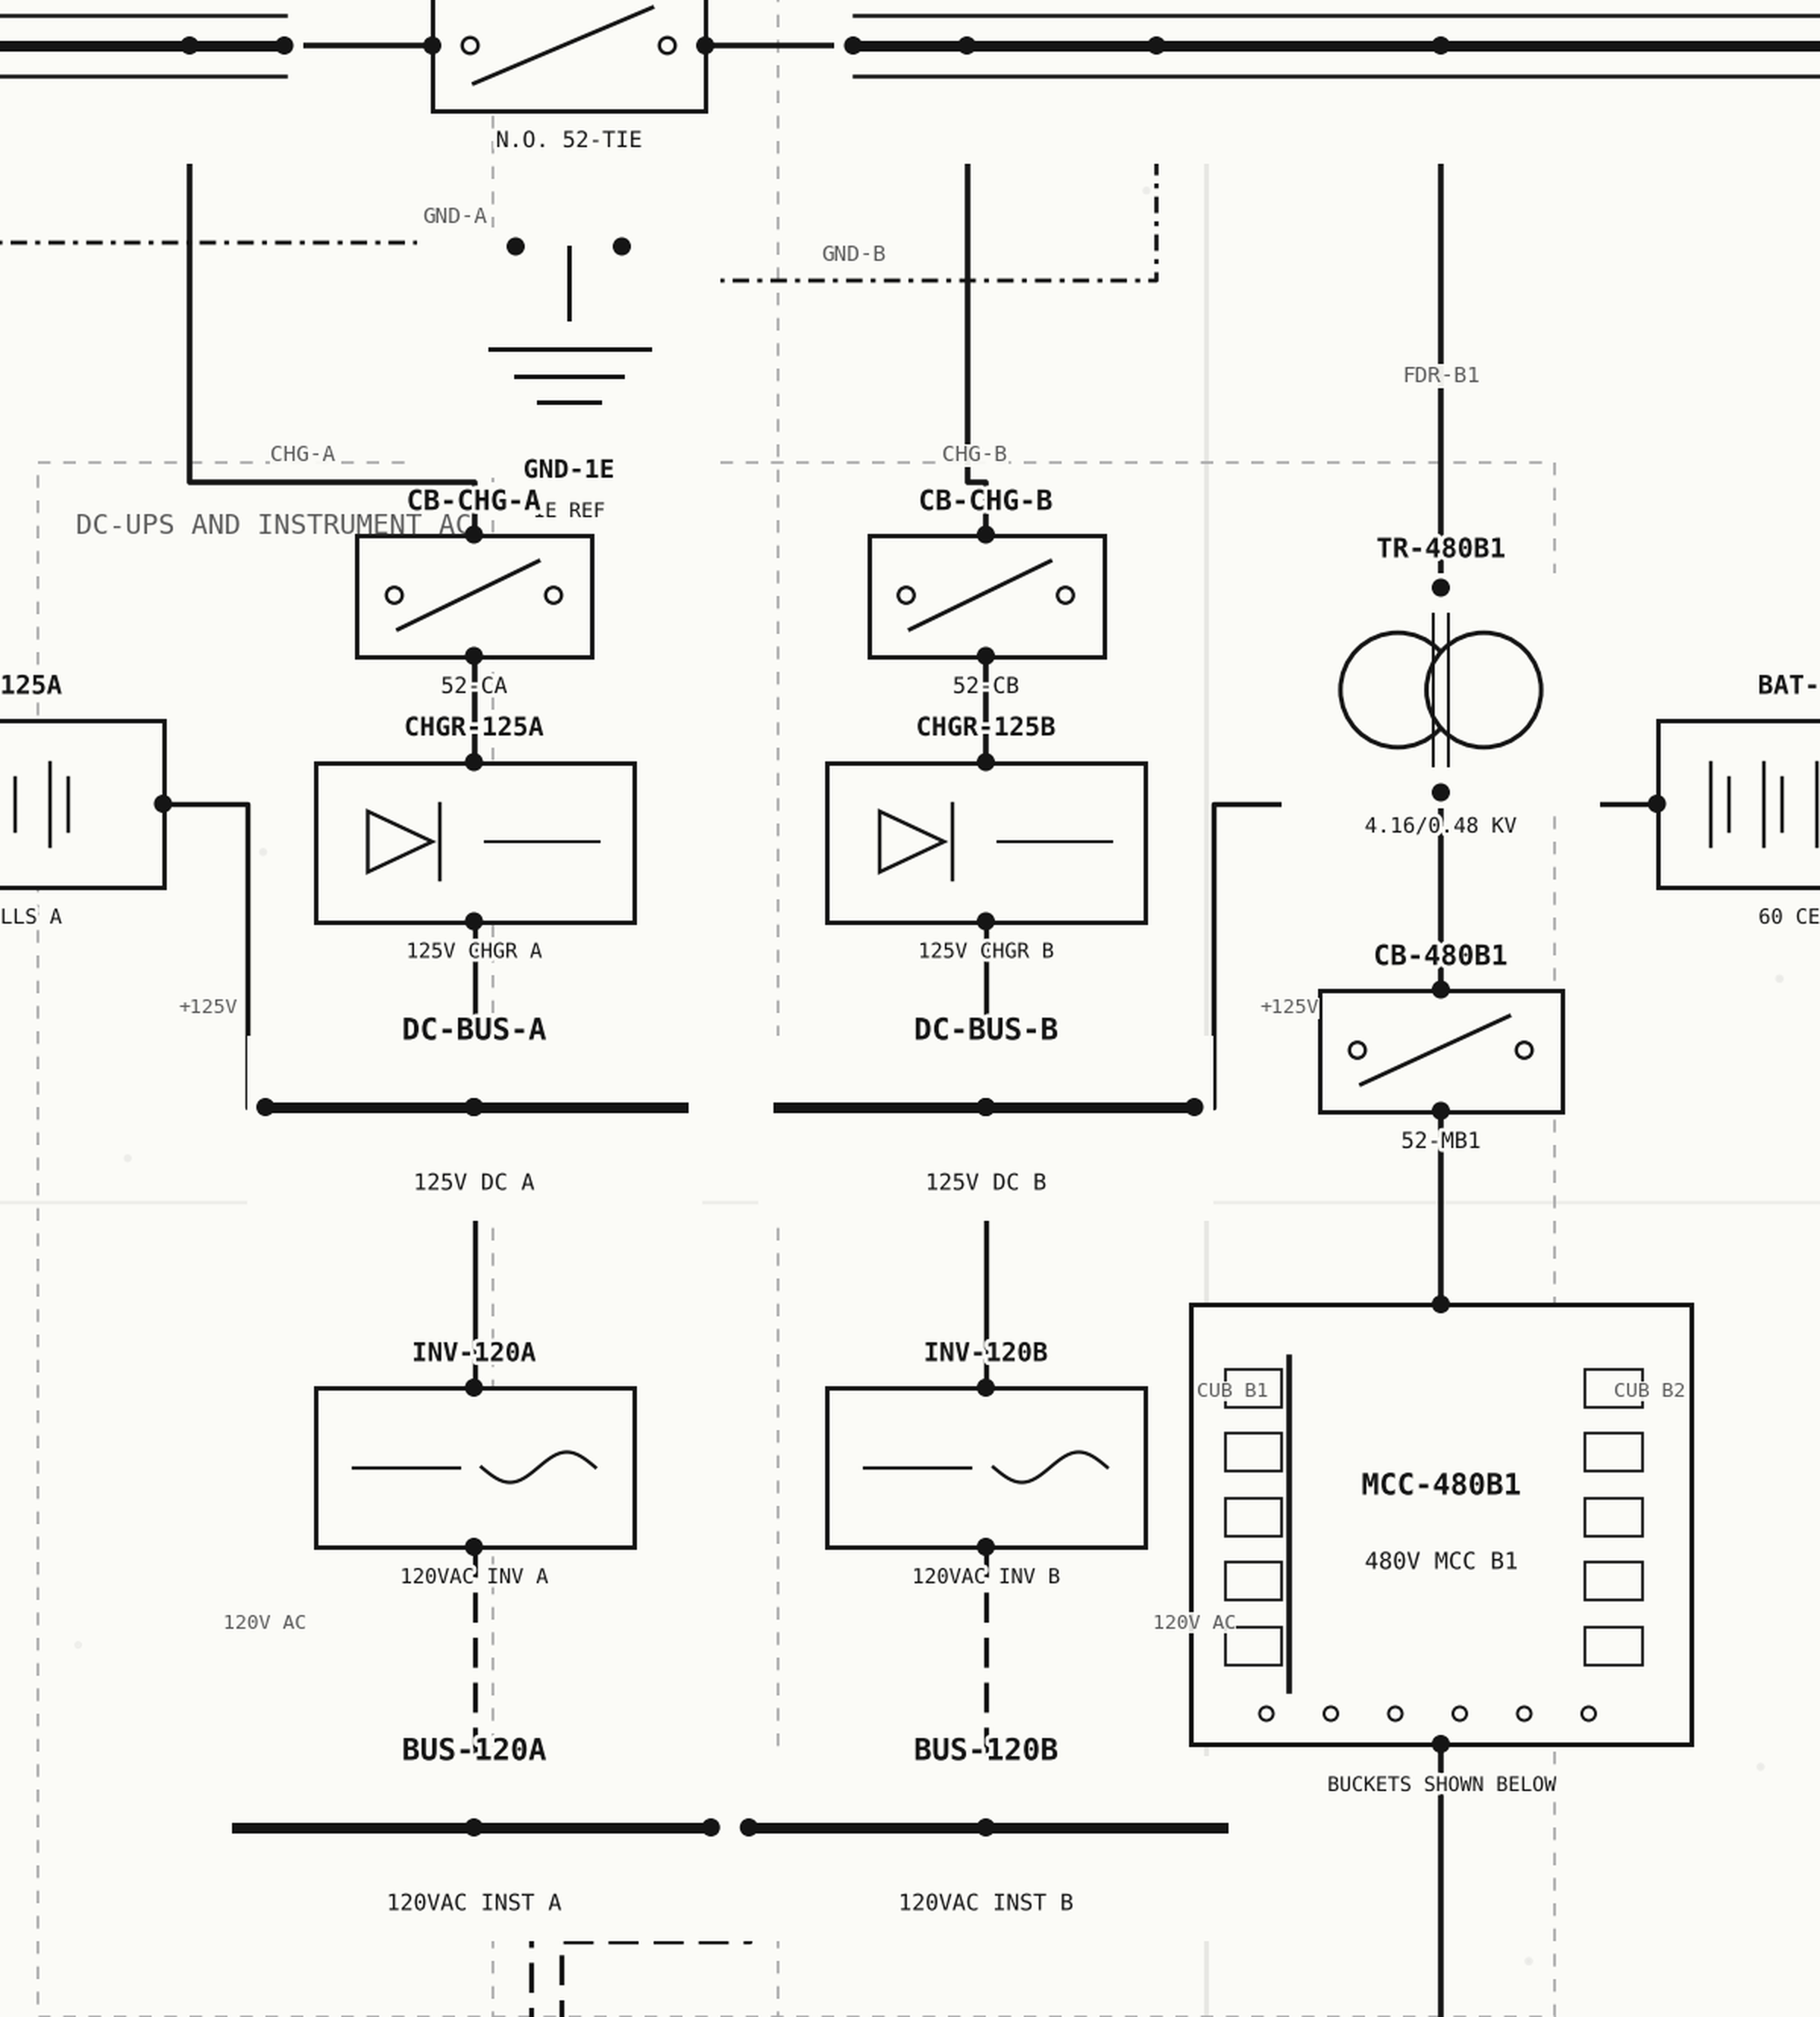 N.O. 52-TIE
GND-A
GND-B
FDR-B1
CHG-A
CHG-B
GND-1E
CB-CHG-A
1E REF
CB-CHG-B
DC-UPS AND INSTRUMENT AC
TR-480B1
125A
52-CA
52-CB
BAT-
CHGR-125A
CHGR-125B
4.16/0.48 KV
LLS A
60 CE
125V CHGR A
125V CHGR B
CB-480B1
+125V
+125V
DC-BUS-A
DC-BUS-B
52-MB1
125V DC A
125V DC B
INV-120A
INV-120B
CUB B1
CUB B2
MCC-480B1
480V MCC B1
120VAC INV A
120VAC INV B
120V AC
120V AC
BUS-120A
BUS-120B
BUCKETS SHOWN BELOW
120VAC INST A
120VAC INST B